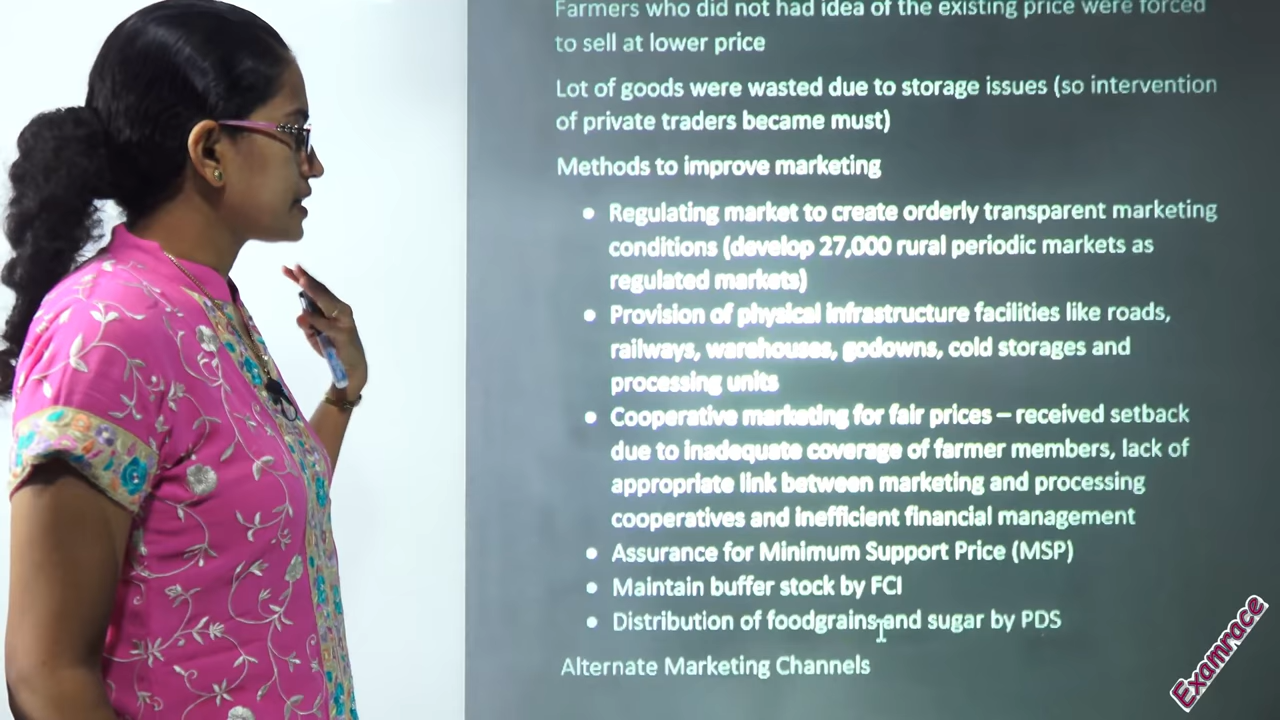 Farmers who did not had idea of the existing price were forced
to sell at lower price
Lot of goods were wasted due to storage issues (so intervention
of private traders became must)
Methods to improve marketing
• Regulating market to create orderly transparent marketing
conditions (develop 27,000 rural periodic markets as
regulated markets)
• Provision of physical infrastructure facilities like roads,
railways, warehouses, godowns, cold storages and
processing units
• Cooperative marketing for fair prices – received setback
due to inadequate coverage of farmer members, lack of
appropriate link between marketing and processing
cooperatives and inefficient financial management
• Assurance for Minimum Support Price (MSP)
• Maintain buffer stock by FCI
• Distribution of foodgrains and sugar by PDS
Alternate Marketing Channels
Examrace